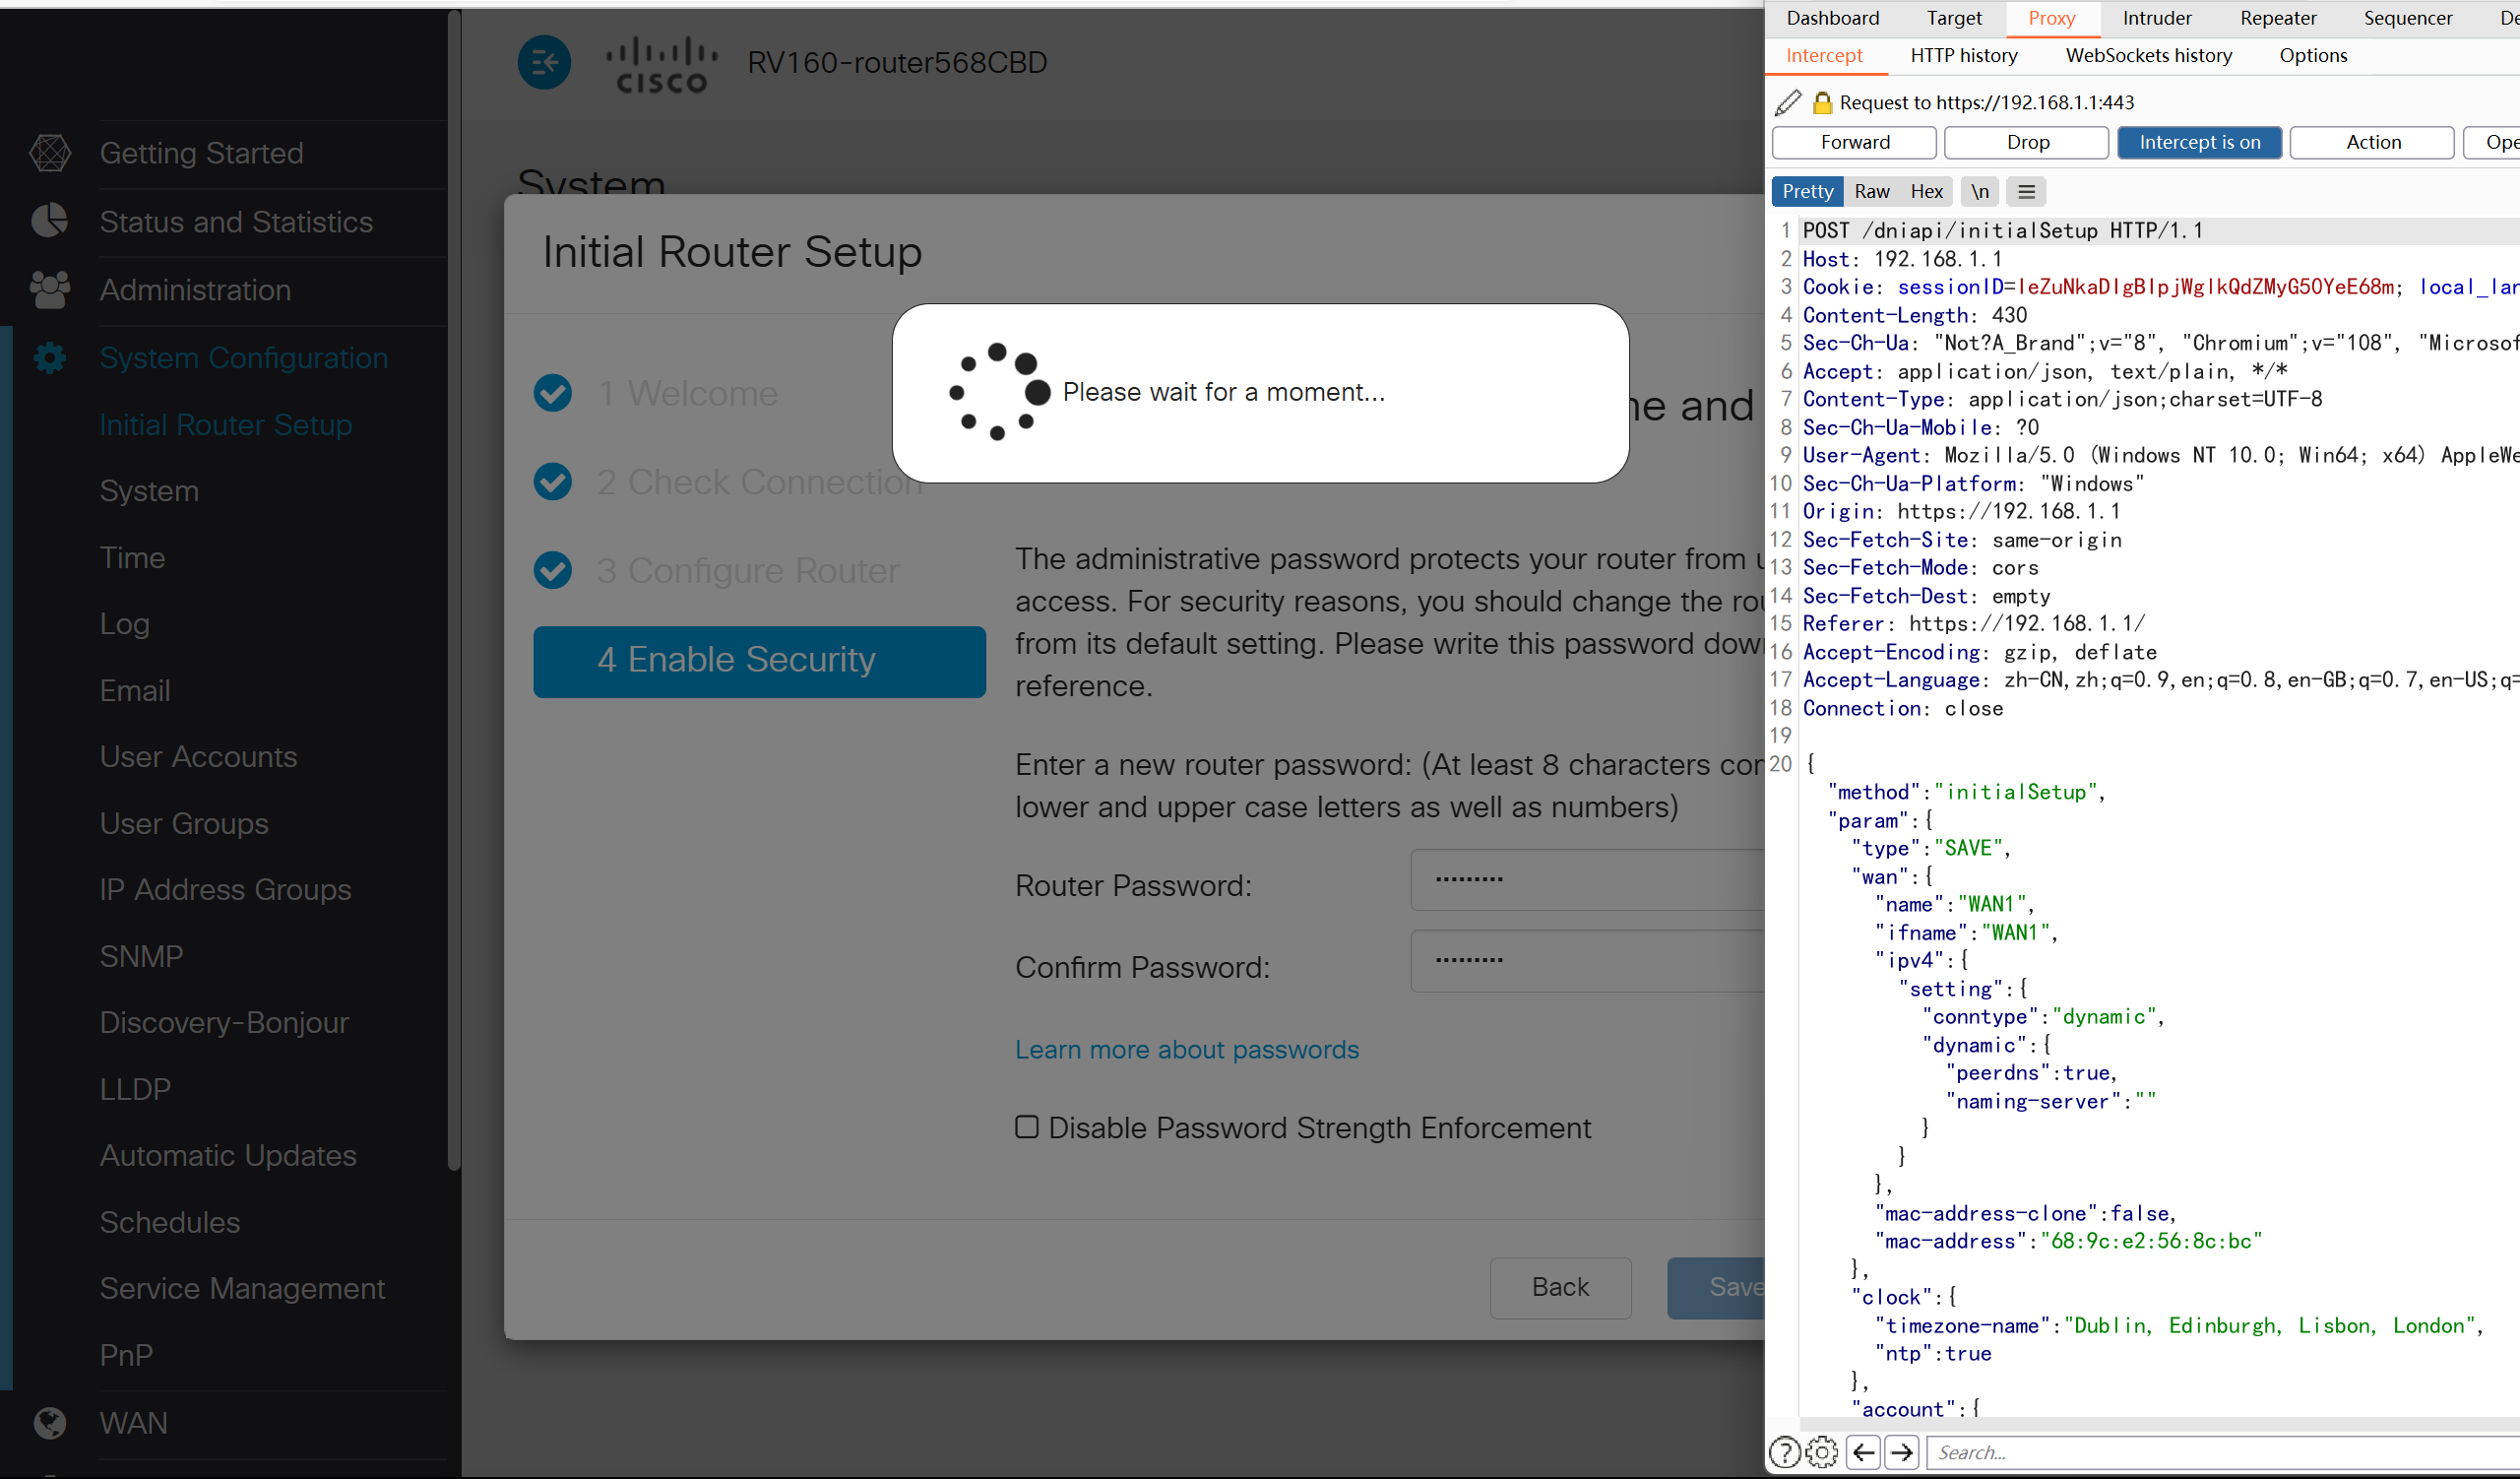 CISCO
RV160-router568CBD
Getting Started
Status and Statistics
Administration
System Configuration
Initial Router Setup
System
Time
Log
Email
User Accounts
User Groups
IP Address Groups
SNMP
Discovery-Bonjour
LLDP
Automatic Updates
Schedules
Service Management
PnP
WAN
System
Initial Router Setup
1 Welcome
2 Check Connection
3 Configure Router
4 Enable Security
Please wait for a moment...
and
The administrative password protects your router from
access. For security reasons, you should change the
from its default setting. Please write this password
reference.
Enter a new router password: (At least 8 characters
lower and upper case letters as well as numbers)
Router Password:
Confirm Password:
Learn more about passwords
Disable Password Strength Enforcement
Back
Save
Dashboard Target Proxy Intruder Repeater Sequencer
Intercept HTTP history WebSockets history Options
Request to https://192.168.1.1:443
Forward Drop Intercept is on Action
Pretty Raw Hex \n
1 POST /dniapi/initialSetup HTTP/1.1
2 Host: 192.168.1.1
3 Cookie: sessionID=
4 Content-Length: 430
5 Sec-Ch-Ua: "Not?A_Brand";v="8", "Chromium";v="108",
6 Accept: application/json, text/plain, */*
7 Content-Type: application/json;charset=UTF-8
8 Sec-Ch-Ua-Mobile: ?0
9 User-Agent: Mozilla/5.0 (Windows NT 10.0; Win64; x64)
10 Sec-Ch-Ua-Platform: "Windows"
11 Origin: https://192.168.1.1
12 Sec-Fetch-Site: same-origin
13 Sec-Fetch-Mode: cors
14 Sec-Fetch-Dest: empty
15 Referer: https://192.168.1.1/
16 Accept-Encoding: gzip, deflate
17 Accept-Language: zh-CN,zh;q=0.9,en;q=0.8,en-GB;q=0.7,en-US;q=
18 Connection: close
19
20 {
"method":"initialSetup",
"param":{
"type":"SAVE",
"wan":{
"name":"WAN1",
"ifname":"WAN1",
"ipv4":{
"setting":{
"conntype":"dynamic",
"dynamic":{
"peerdns":true,
"naming-server":""
}
}
},
"mac-address-clone":false,
"mac-address":"68:9c:e2:56:8c:bc"
},
"clock":{
"timezone-name":"Dublin, Edinburgh, Lisbon, London",
"ntp":true
},
"account":{
Search...